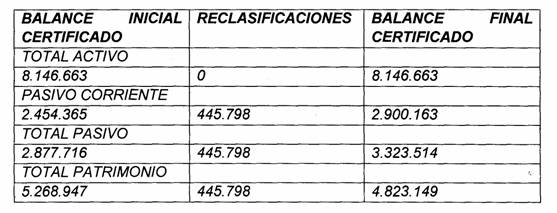 BALANCE INICIAL RECLASIFICACIONES BALANCE FINAL
CERTIFICADO CERTIFICADO
TOTAL ACTIVO
8.146.663 0 8.146.663
PASIVO CORRIENTE
2.454.365 445.798 2.900.163
TOTAL PASIVO
2.877.716 445.798 3.323.514
TOTAL PATRIMONIO
5.268.947 445.798 4.823.149